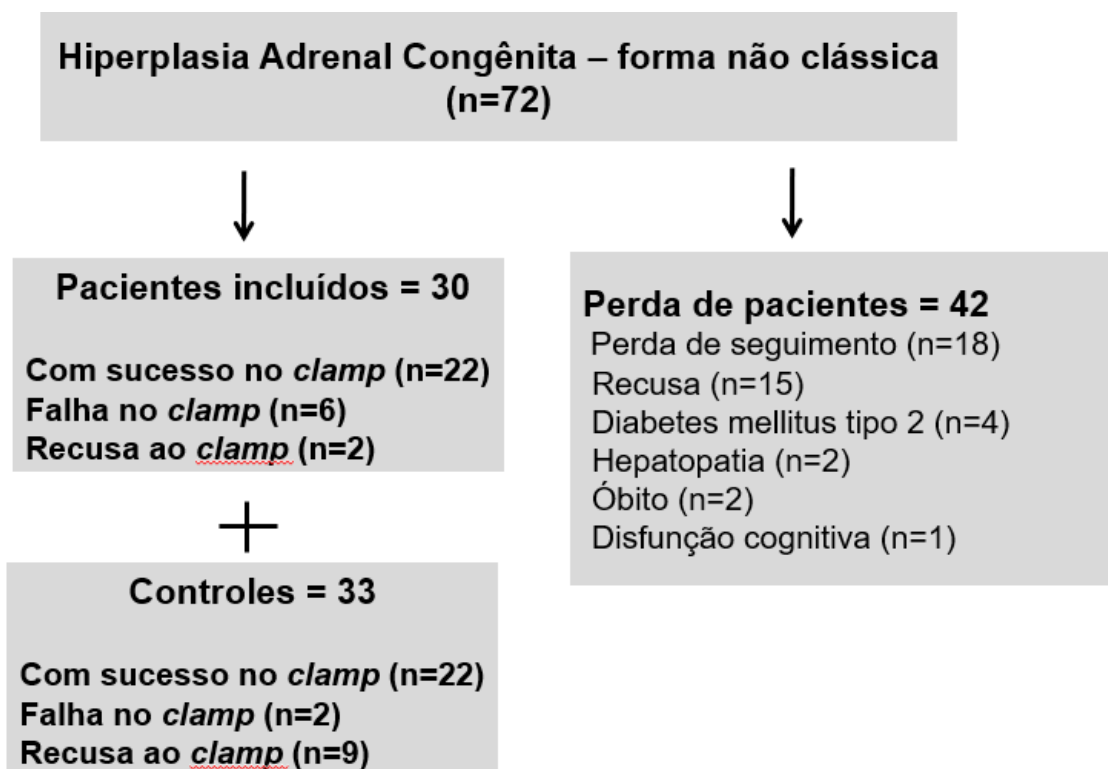 Hiperplasia Adrenal Congênita – forma não clássica
(n=72)
Pacientes incluídos = 30
Com sucesso no clamp (n=22)
Falha no clamp (n=6)
Recusa ao clamp (n=2)
Controles = 33
Com sucesso no clamp (n=22)
Falha no clamp (n=2)
Recusa ao clamp (n=9)
Perda de pacientes = 42
Perda de seguimento (n=18)
Recusa (n=15)
Diabetes mellitus tipo 2 (n=4)
Hepatopatia (n=2)
Óbito (n=2)
Disfunção cognitiva (n=1)